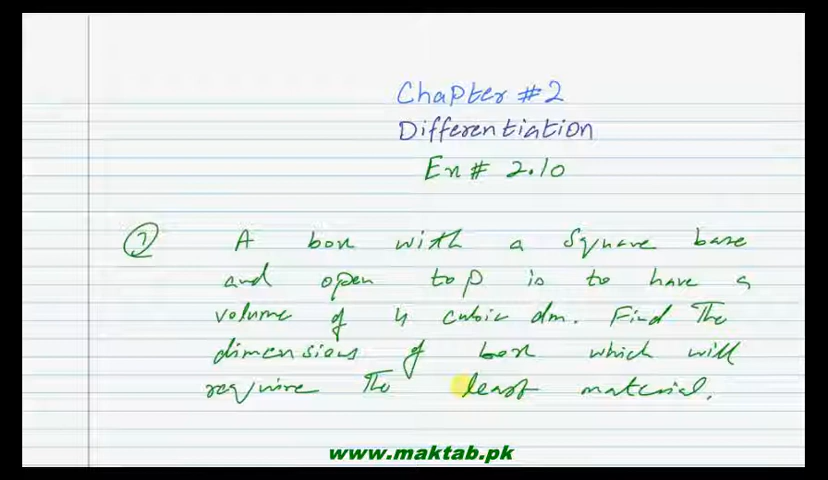 Chapter #2
Differentiation
Ex# 2.10
7 A box with a square base
and open top is to have a
volume of 4 cubic dm. Find The
dimensions of box which will
require The least material.
www.maktab.pk